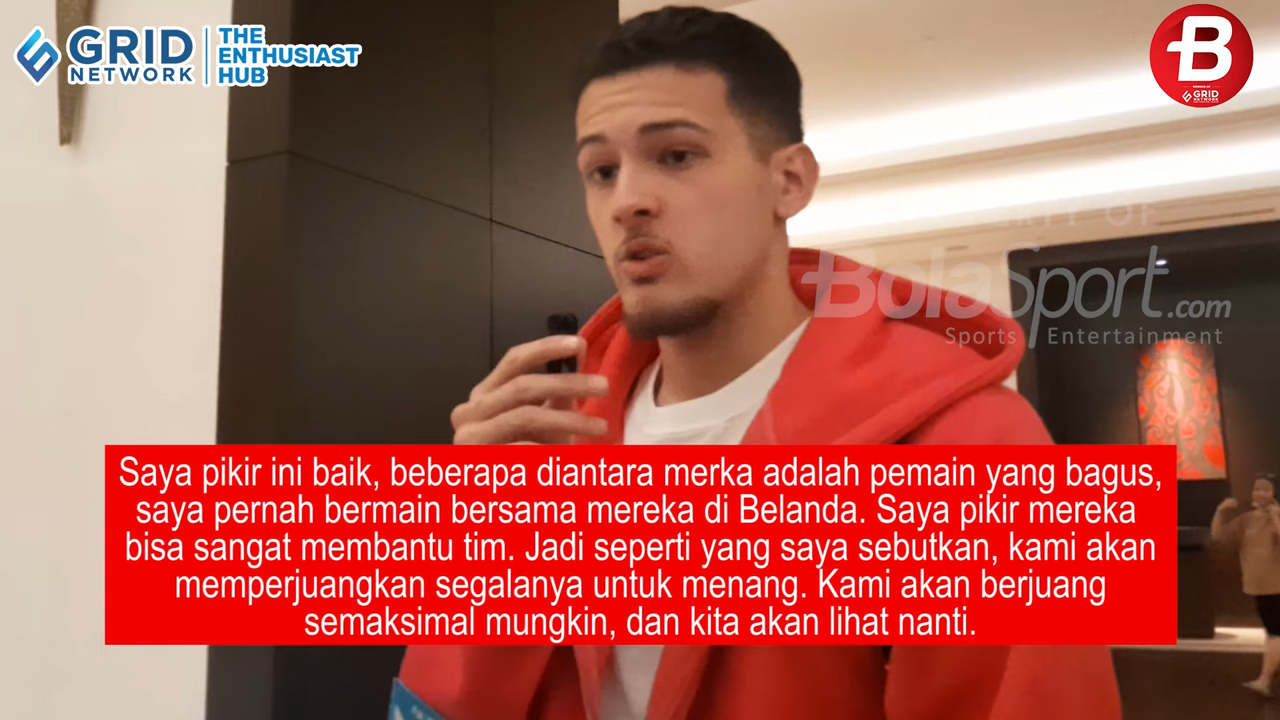 GRID
NETWORK
THE
ENTHUSIAST
HUB
B
GRID
NETWORK
BolaSport.com
Sports Entertainment
Saya pikir ini baik, beberapa diantara merka adalah pemain yang bagus,
saya pernah bermain bersama mereka di Belanda. Saya pikir mereka
bisa sangat membantu tim. Jadi seperti yang saya sebutkan, kami akan
memperjuangkan segalanya untuk menang. Kami akan berjuang
semaksimal mungkin, dan kita akan lihat nanti.